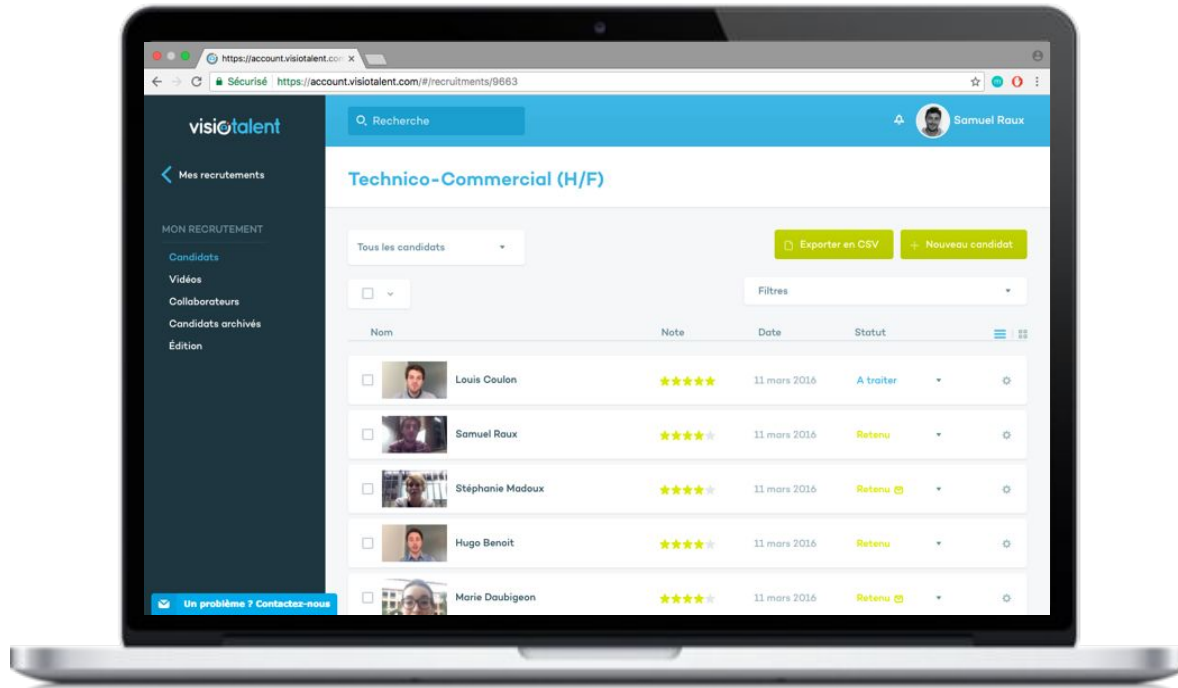 https://account.visiotalent.con x
Sécurisé https://account.visiotalent.com/#/recruitments/9663
visiotalent
Recherche
Samuel Raux
Mes recrutements
Technico-Commercial (H/F)
MON RECRUTEMENT
Candidats
Vidéos
Collaborateurs
Candidats archivés
Édition
Tous les candidats
Exporter en CSV
+ Nouveau candidat
Filtres
Nom Note Date Statut
Louis Coulon 11 mars 2016 A traiter
Samuel Raux 11 mars 2016 Retenu
Stéphanie Madoux 11 mars 2016 Retenu
Hugo Benoit 11 mars 2016 Retenu
Marie Daubigeon 11 mars 2016 Retenu
Un problème ? Contactez-nous